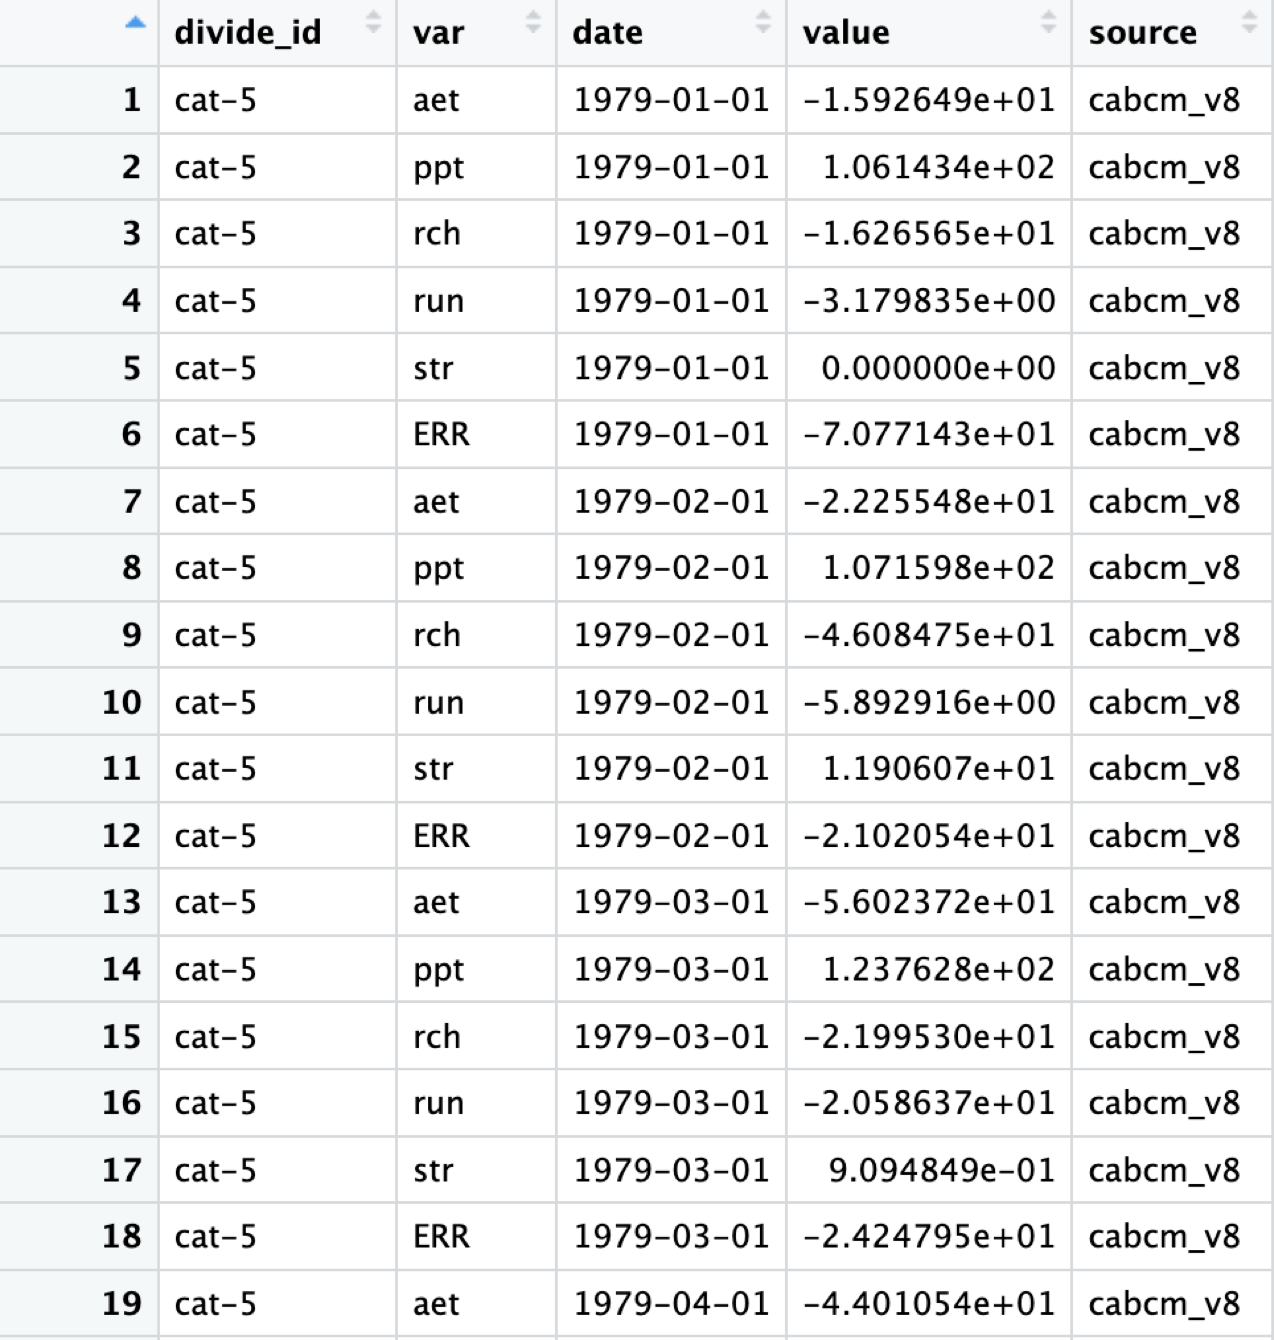 divide_id var date value source
1 cat-5 aet 1979-01-01 -1.592649e+01 cabcm_v8
2 cat-5 ppt 1979-01-01 1.061434e+02 cabcm_v8
3 cat-5 rch 1979-01-01 -1.626565e+01 cabcm_v8
4 cat-5 run 1979-01-01 -3.179835e+00 cabcm_v8
5 cat-5 str 1979-01-01 0.000000e+00 cabcm_v8
6 cat-5 ERR 1979-01-01 -7.077143e+01 cabcm_v8
7 cat-5 aet 1979-02-01 -2.225548e+01 cabcm_v8
8 cat-5 ppt 1979-02-01 1.071598e+02 cabcm_v8
9 cat-5 rch 1979-02-01 -4.608475e+01 cabcm_v8
10 cat-5 run 1979-02-01 -5.892916e+00 cabcm_v8
11 cat-5 str 1979-02-01 1.190607e+01 cabcm_v8
12 cat-5 ERR 1979-02-01 -2.102054e+01 cabcm_v8
13 cat-5 aet 1979-03-01 -5.602372e+01 cabcm_v8
14 cat-5 ppt 1979-03-01 1.237628e+02 cabcm_v8
15 cat-5 rch 1979-03-01 -2.199530e+01 cabcm_v8
16 cat-5 run 1979-03-01 -2.058637e+01 cabcm_v8
17 cat-5 str 1979-03-01 9.094849e-01 cabcm_v8
18 cat-5 ERR 1979-03-01 -2.424795e+01 cabcm_v8
19 cat-5 aet 1979-04-01 -4.401054e+01 cabcm_v8